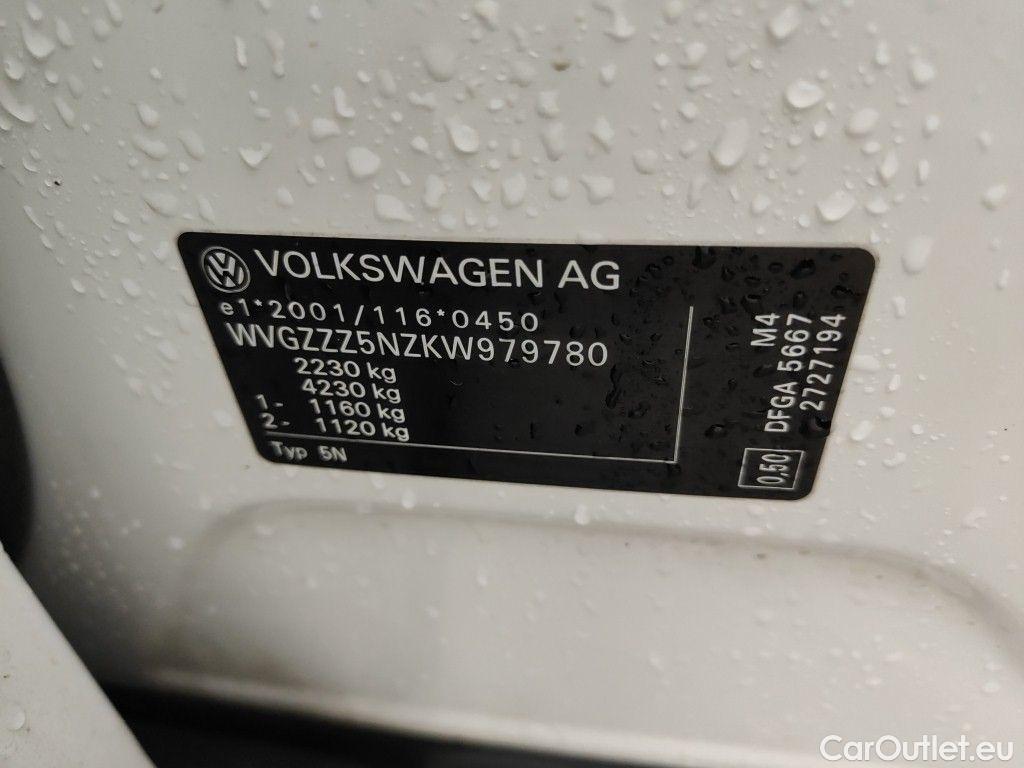 VOLKSWAGEN AG
e1*2001/116*0450
WVGZZZ5NZKW979780
2230 kg
4230 kg
1- 1160 kg
2- 1120 kg
Typ 5N
M4
DFGA 5667
2727194
0,50
CarOutlet.eu